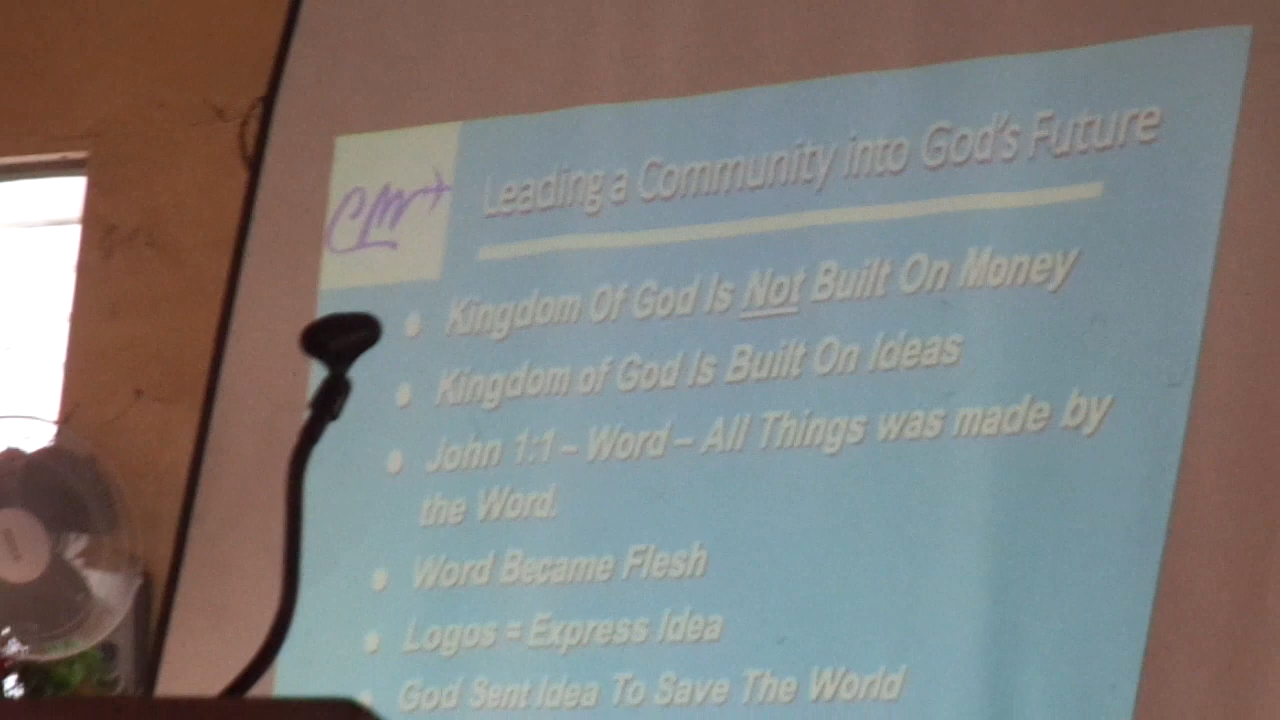 CLM
Leading a Community into God's Future
• Kingdom Of God Is Not Built On Money
• Kingdom of God Is Built On Ideas
• John 1:1 – Word – All Things was made by
the Word.
• Word Became Flesh
• Logos = Express Idea
• God Sent Idea To Save The World